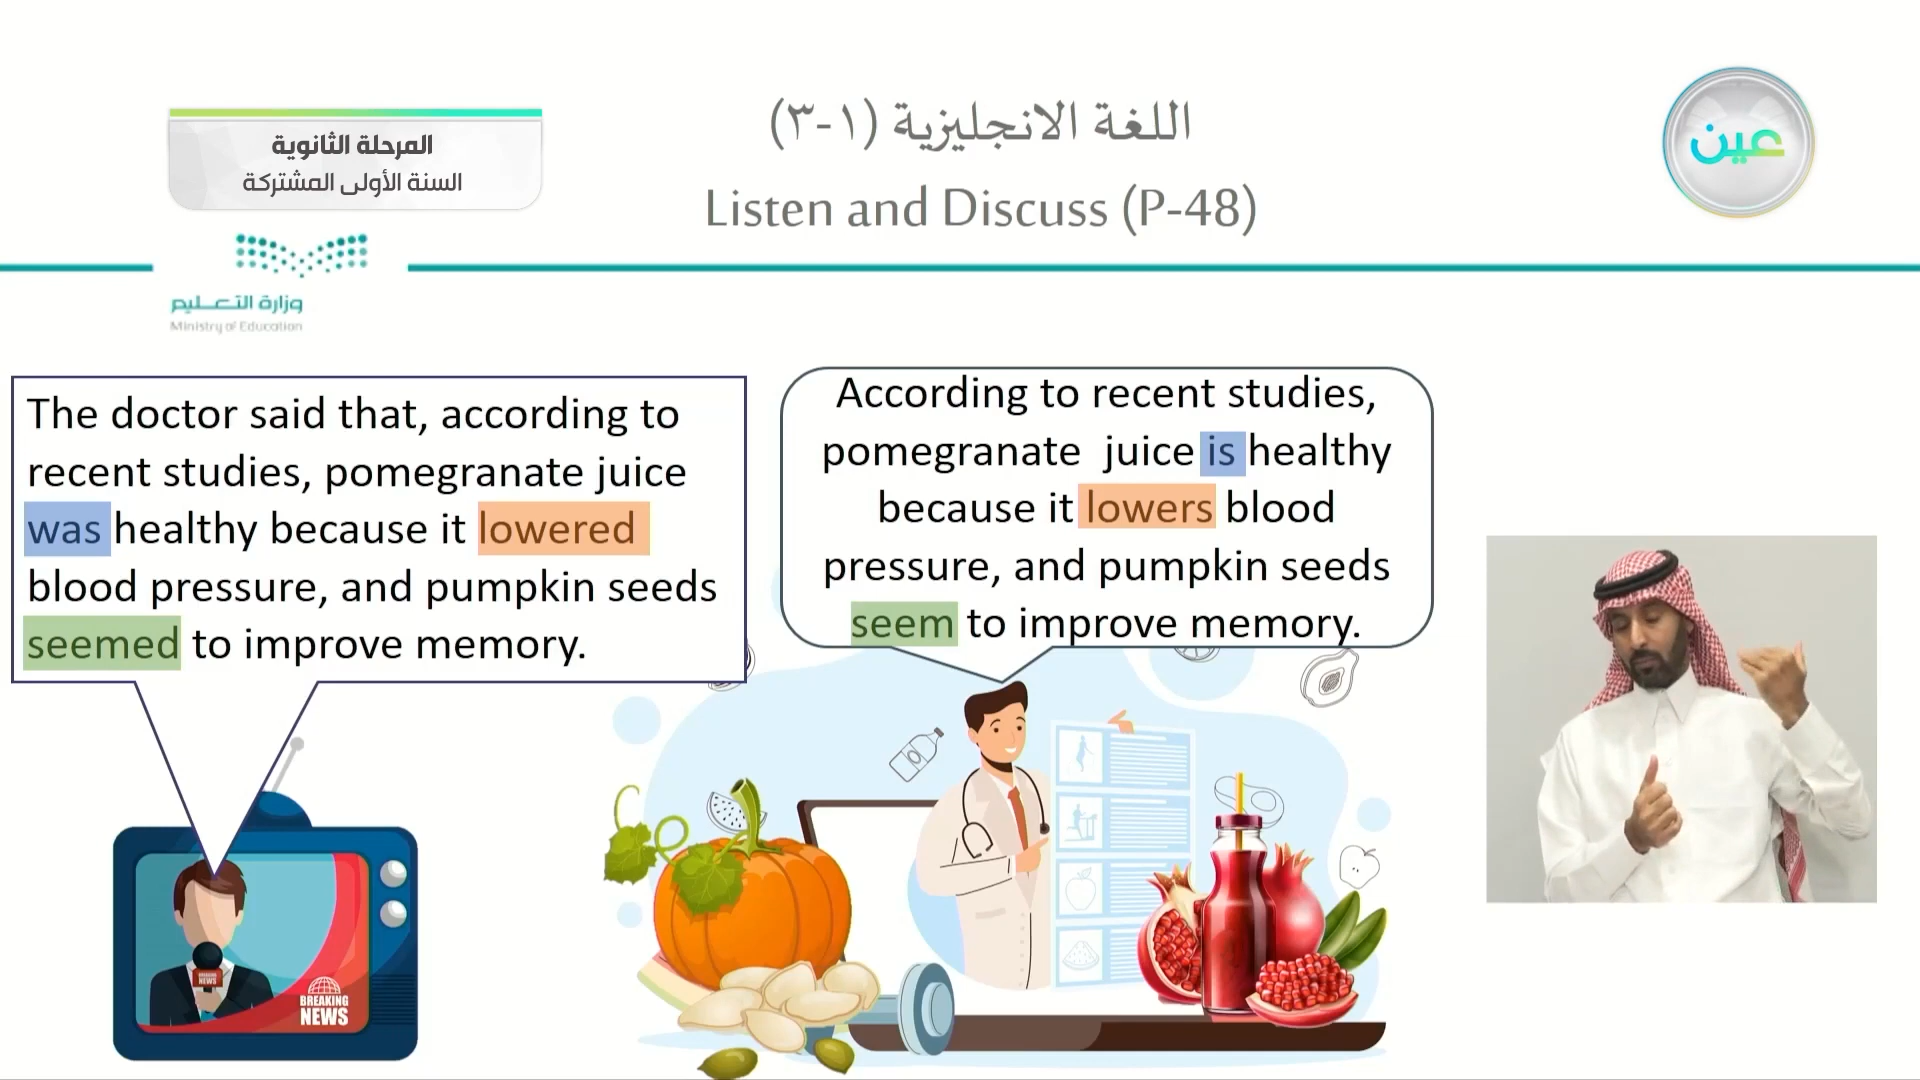 المرحلة الثانوية
السنة الأولى المشتركة
اللغة الانجليزية (١-٣)
Listen and Discuss (P-48)
عين
وزارة التعليم
Ministry of Education
The doctor said that, according to
recent studies, pomegranate juice
was healthy because it lowered
blood pressure, and pumpkin seeds
seemed to improve memory.
According to recent studies,
pomegranate juice is healthy
because it lowers blood
pressure, and pumpkin seeds
seem to improve memory.
BREAKING
NEWS
BREAKING
NEWS